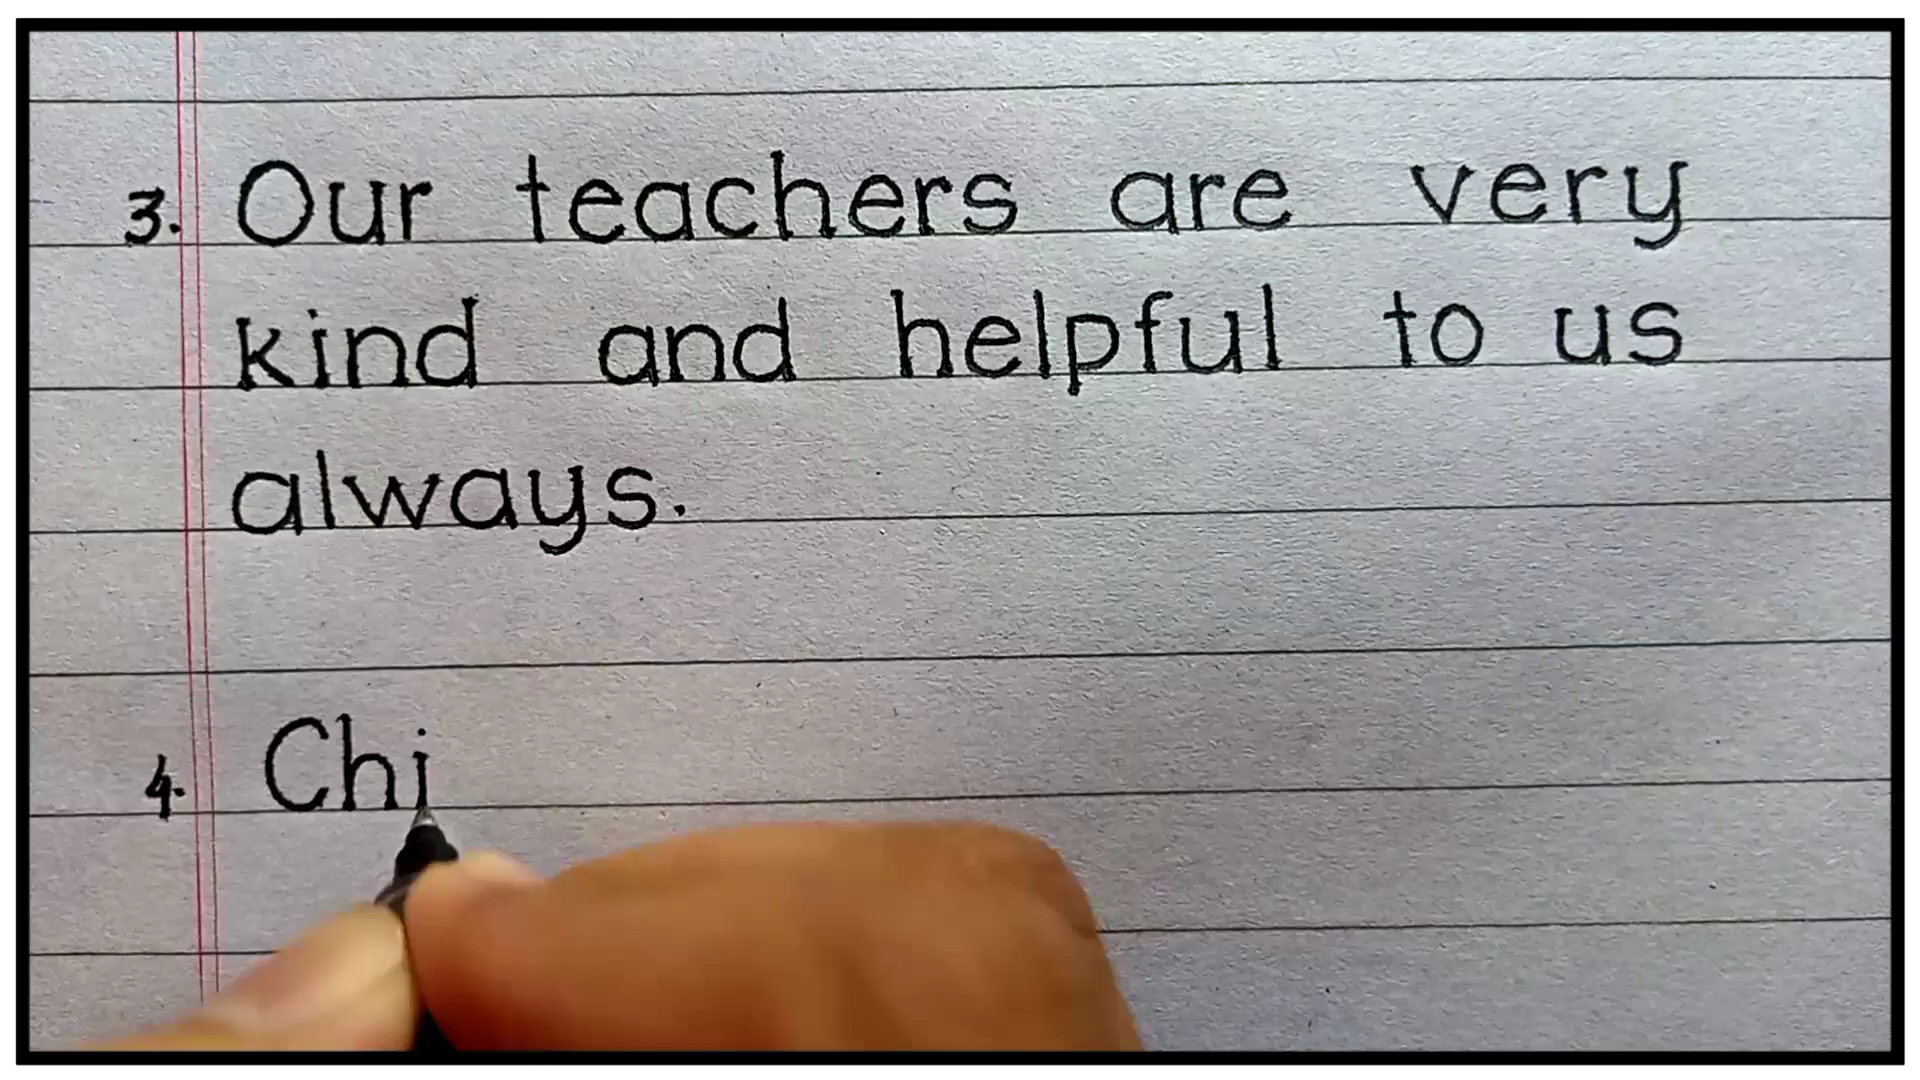 3. Our teachers are very
kind and helpful to us
always.
4. Chi